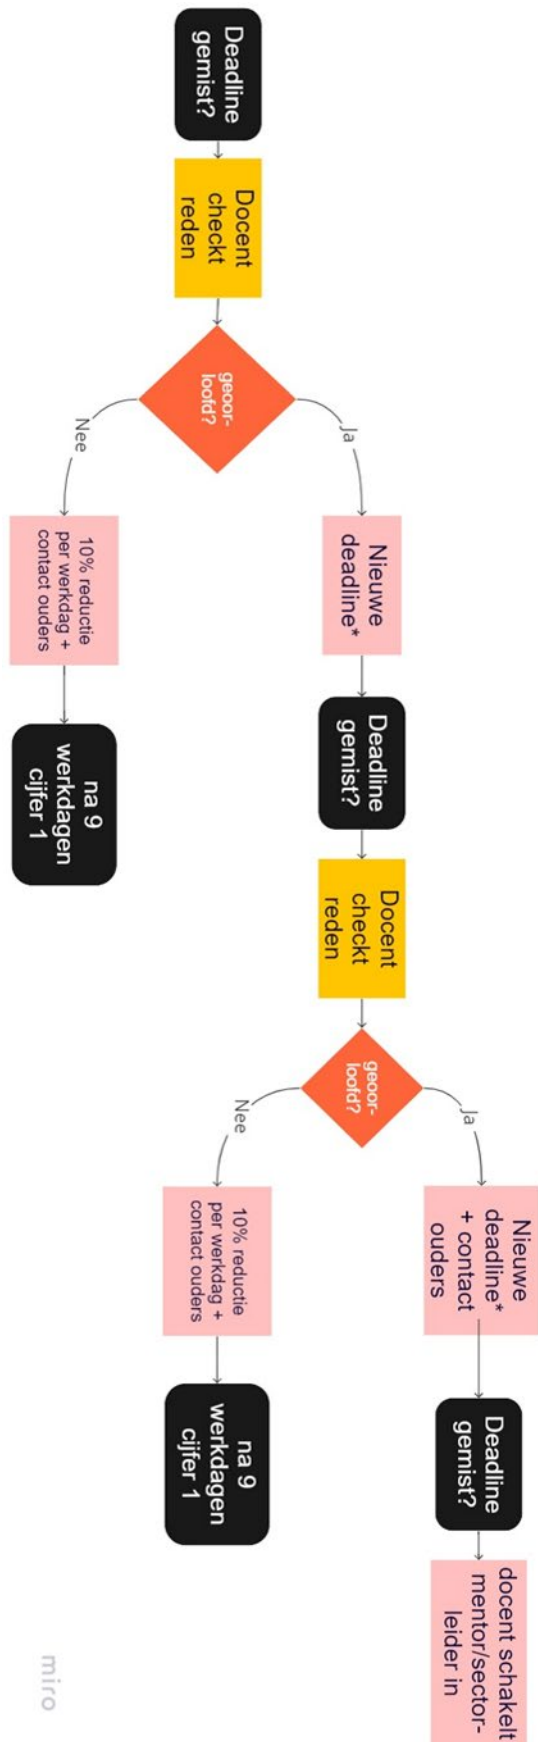 Deadline
gemist?
Docent
checkt
reden
geoor-
loofd?
Ja
Nieuwe
deadline*
Deadline
gemist?
Docent
checkt
reden
geoor-
loofd?
Ja
Nieuwe
deadline*
+ contact
ouders
Deadline
gemist?
docent schakelt
mentor/sector-
leider in
Nee
10% reductie
per werkdag +
contact ouders
na 9
werkdagen
cijfer 1
Nee
10% reductie
per werkdag +
contact ouders
na 9
werkdagen
cijfer 1
miro